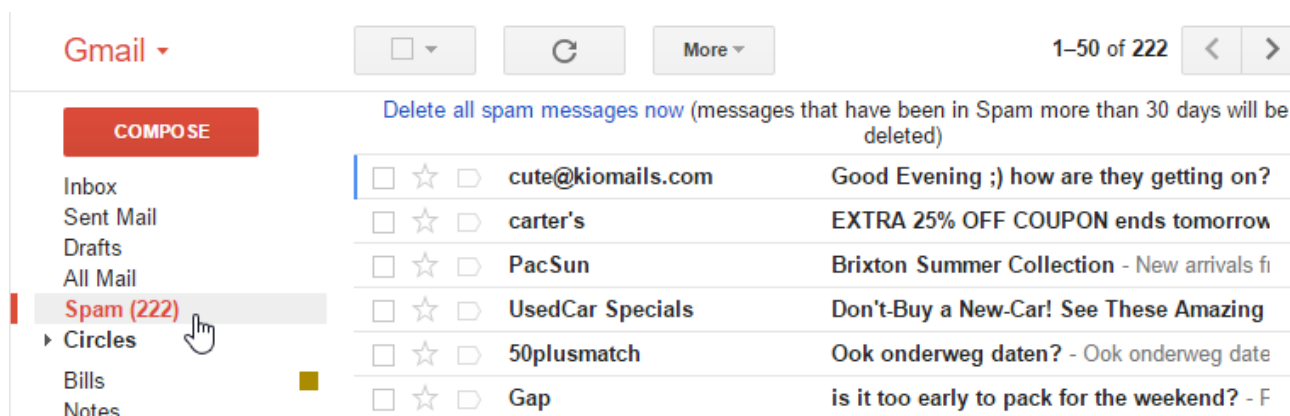 Gmail
More
1–50 of 222
COMPOSE
Delete all spam messages now (messages that have been in Spam more than 30 days will be
deleted)
Inbox
Sent Mail
Drafts
All Mail
Spam (222)
Circles
Bills
Notes
cute@kiomails.com Good Evening ;) how are they getting on?
carter's EXTRA 25% OFF COUPON ends tomorrow
PacSun Brixton Summer Collection - New arrivals
UsedCar Specials Don't-Buy a New-Car! See These Amazing
50plusmatch Ook onderweg daten? - Ook onderweg date
Gap is it too early to pack for the weekend? -